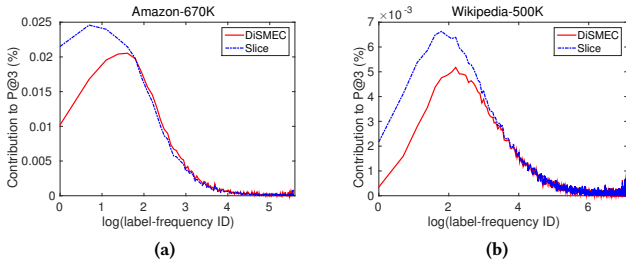 Amazon-670K
0.025
0.02
0.015
0.01
0.005
0
Contribution to P@3 (%)
DiSMEC
Slice
0 1 2 3 4 5
log(label-frequency ID)
(a)
Wikipedia-500K
×10⁻³
7
6
5
4
3
2
1
0
Contribution to P@3 (%)
DiSMEC
Slice
0 2 4 6
log(label-frequency ID)
(b)